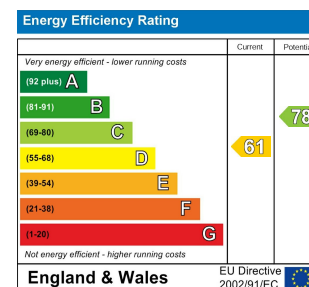 Energy Efficiency Rating
Current
Very energy efficient - lower running costs
(92 plus) A
(81-91) B
78
(69-80) C
61
(55-68) D
(39-54) E
(21-38) F
(1-20) G
Not energy efficient - higher running costs
England & Wales
EU Directive
2002/91/EC